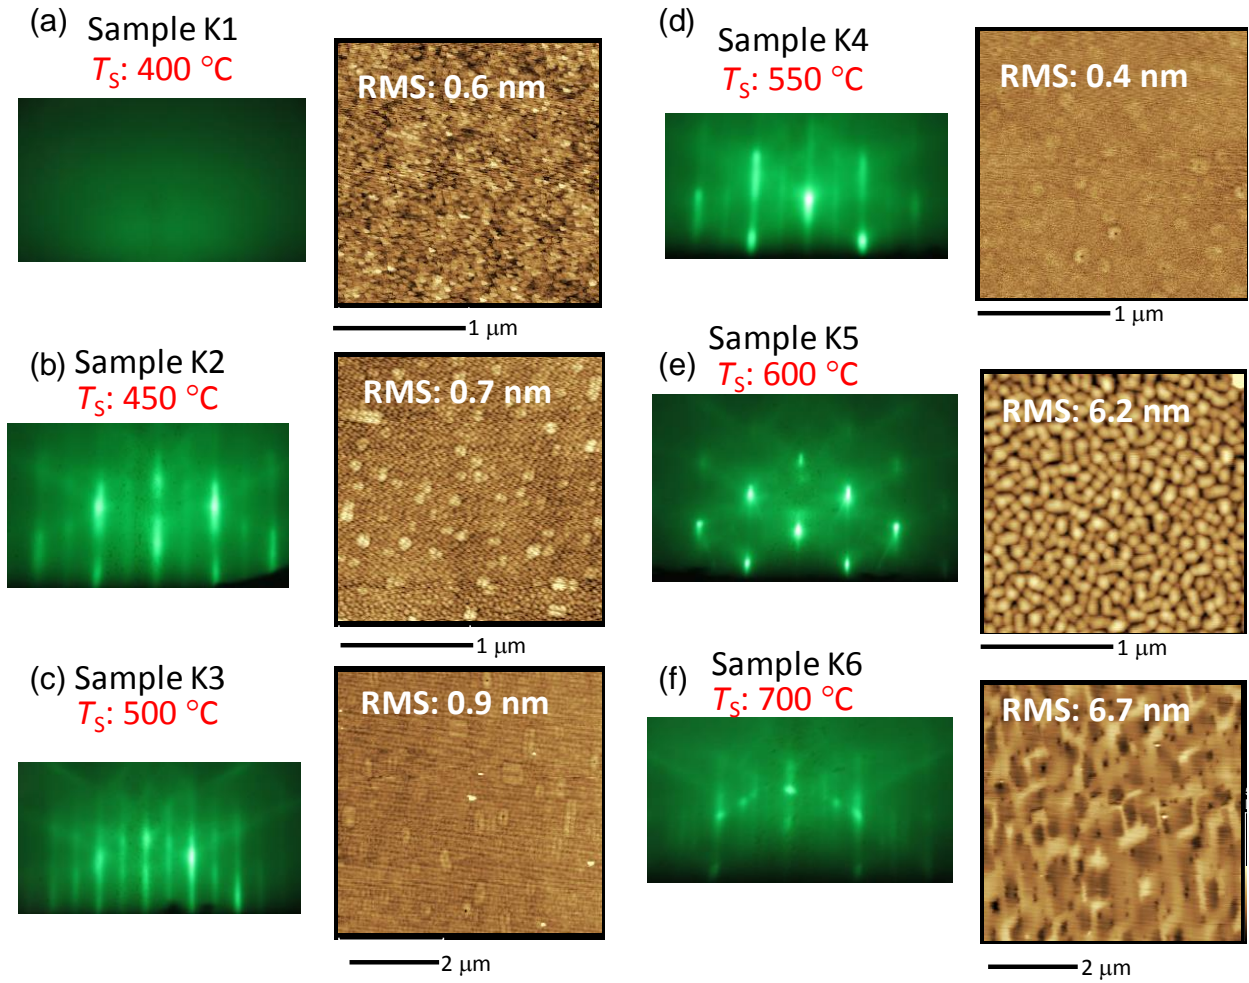 (a) Sample K1
Ts: 400 °C
RMS: 0.6 nm
1 μm
(b) Sample K2
Ts: 450 °C
RMS: 0.7 nm
1 μm
(c) Sample K3
Ts: 500 °C
RMS: 0.9 nm
2 μm
(d) Sample K4
Ts: 550 °C
RMS: 0.4 nm
1 μm
(e) Sample K5
Ts: 600 °C
RMS: 6.2 nm
1 μm
(f) Sample K6
Ts: 700 °C
RMS: 6.7 nm
2 μm